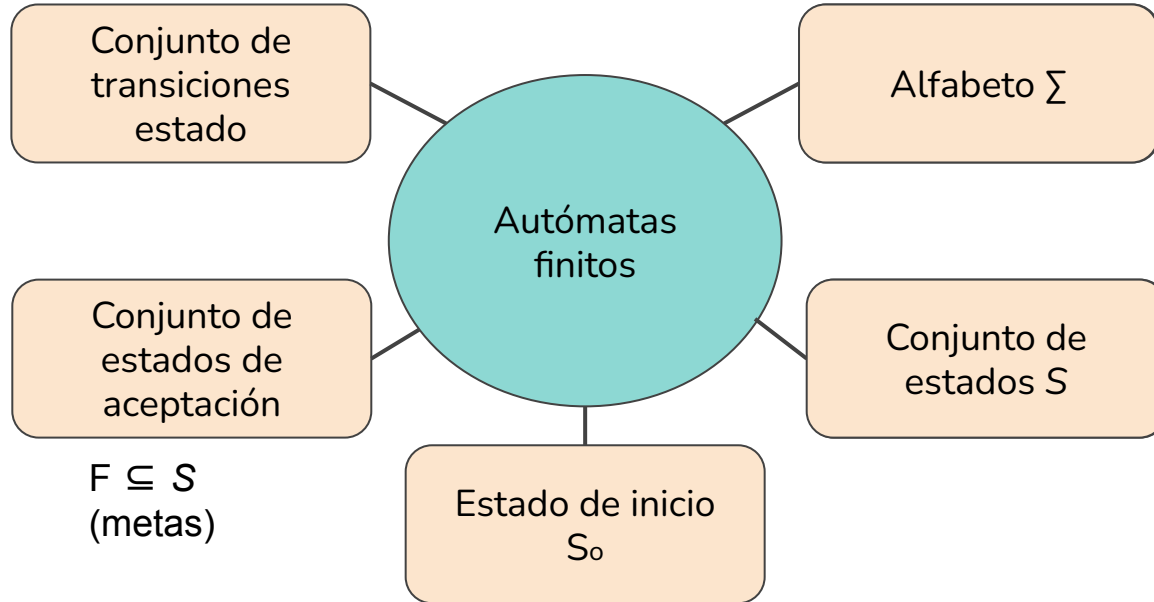 Conjunto de
transiciones
estado
Alfabeto ∑
Autómatas
finitos
Conjunto de
estados de
aceptación
Conjunto de
estados S
F ⊆ S
(metas)
Estado de inicio
S₀